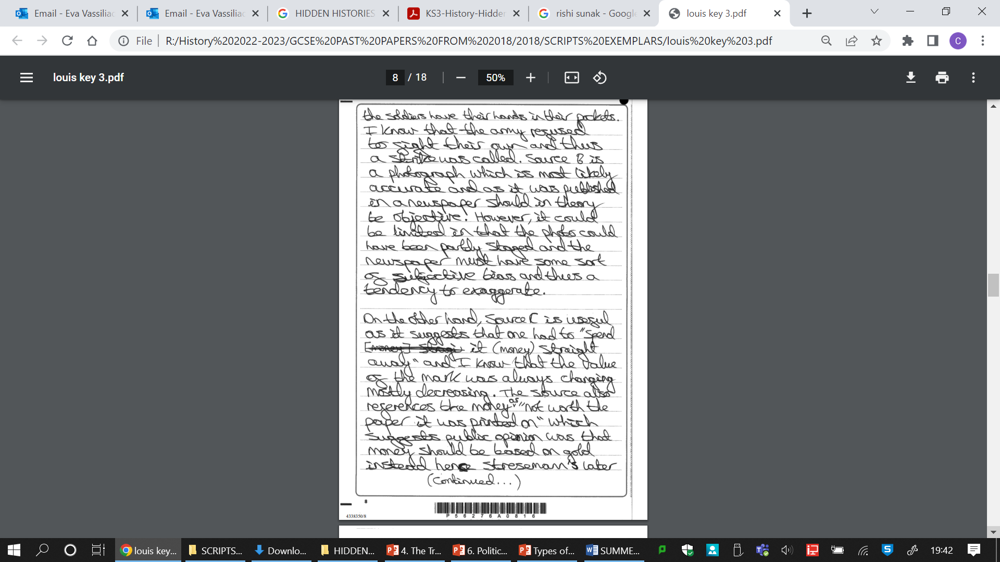 Email - Eva Vassiliac
Email - Eva Vassiliac
HIDDEN HISTORIES
KS3-History-Hidden
rishi sunak - Google
louis key 3.pdf
File
R:/History%202022-2023/GCSE%20PAST%20PAPERS%20FROM%202018/2018/SCRIPTS%20EXEMPLARS/louis%20key%203.pdf
C
louis key 3.pdf
8 / 18
50%
the soldiers have their hands in their pockets.
I know that the army refused
to fight their own and thus
a strike was called. Source B is
a photograph which is most likely
accurate and as it was published
in a newspaper should in theory
be objective! However, it could
be limited in that the photo could
have been partly staged and the
newspaper must have some sort
of subjective bias and thus a
tendency to exaggerate.
On the other hand, Source C is useful
as it suggests that one had to "spend
[money] straigh it (money) straight
away" and I know that the value
of the mark was always changing
mostly decreasing. The source also
references the money as "not worth the
paper it was printed on" which
suggests public opinion was that
money should be based on gold
instead hence Stresemann's later
(Continued...)
8
4338350/8
P 5 6 2 7 6 A 0 8 1 6
louis key...
SCRIPTS...
Downlo...
HIDDEN...
4. The Tr...
6. Politic...
Types of...
SUMME...
19:42